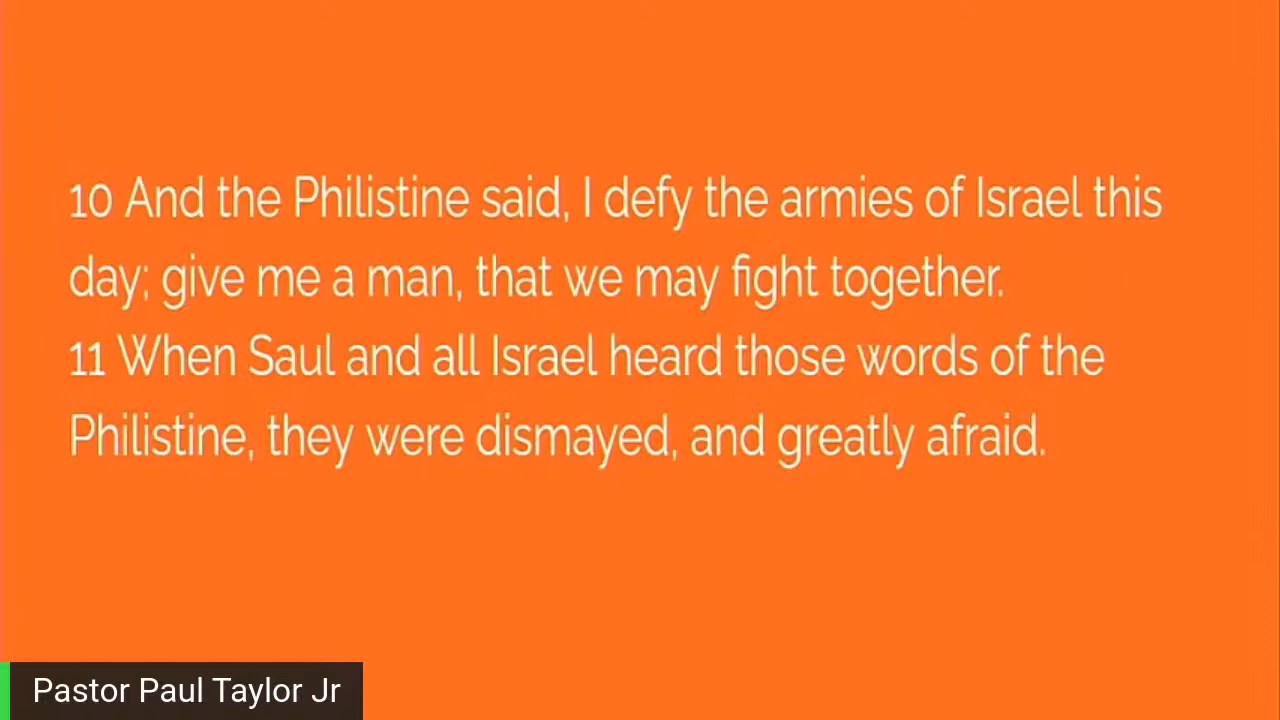 10 And the Philistine said, I defy the armies of Israel this
day; give me a man, that we may fight together.
11 When Saul and all Israel heard those words of the
Philistine, they were dismayed, and greatly afraid.
Pastor Paul Taylor Jr